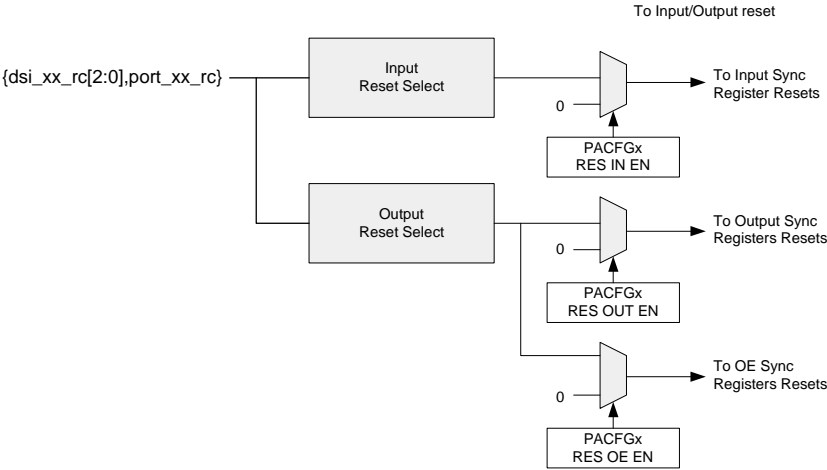 To Input/Output reset
{dsi_xx_rc[2:0],port_xx_rc}
Input
Reset Select
0
To Input Sync
Register Resets
PACFGx
RES IN EN
Output
Reset Select
0
To Output Sync
Registers Resets
PACFGx
RES OUT EN
0
To OE Sync
Registers Resets
PACFGx
RES OE EN